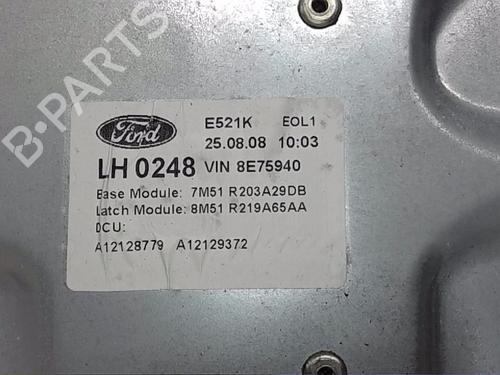 B-PARTS
Ford
E521K EOL1
25.08.08 10:03
LH 0248 VIN 8E75940
Base Module: 7M51 R203A29DB
Latch Module: 8M51 R219A65AA
DCU:
A12128779 A12129372